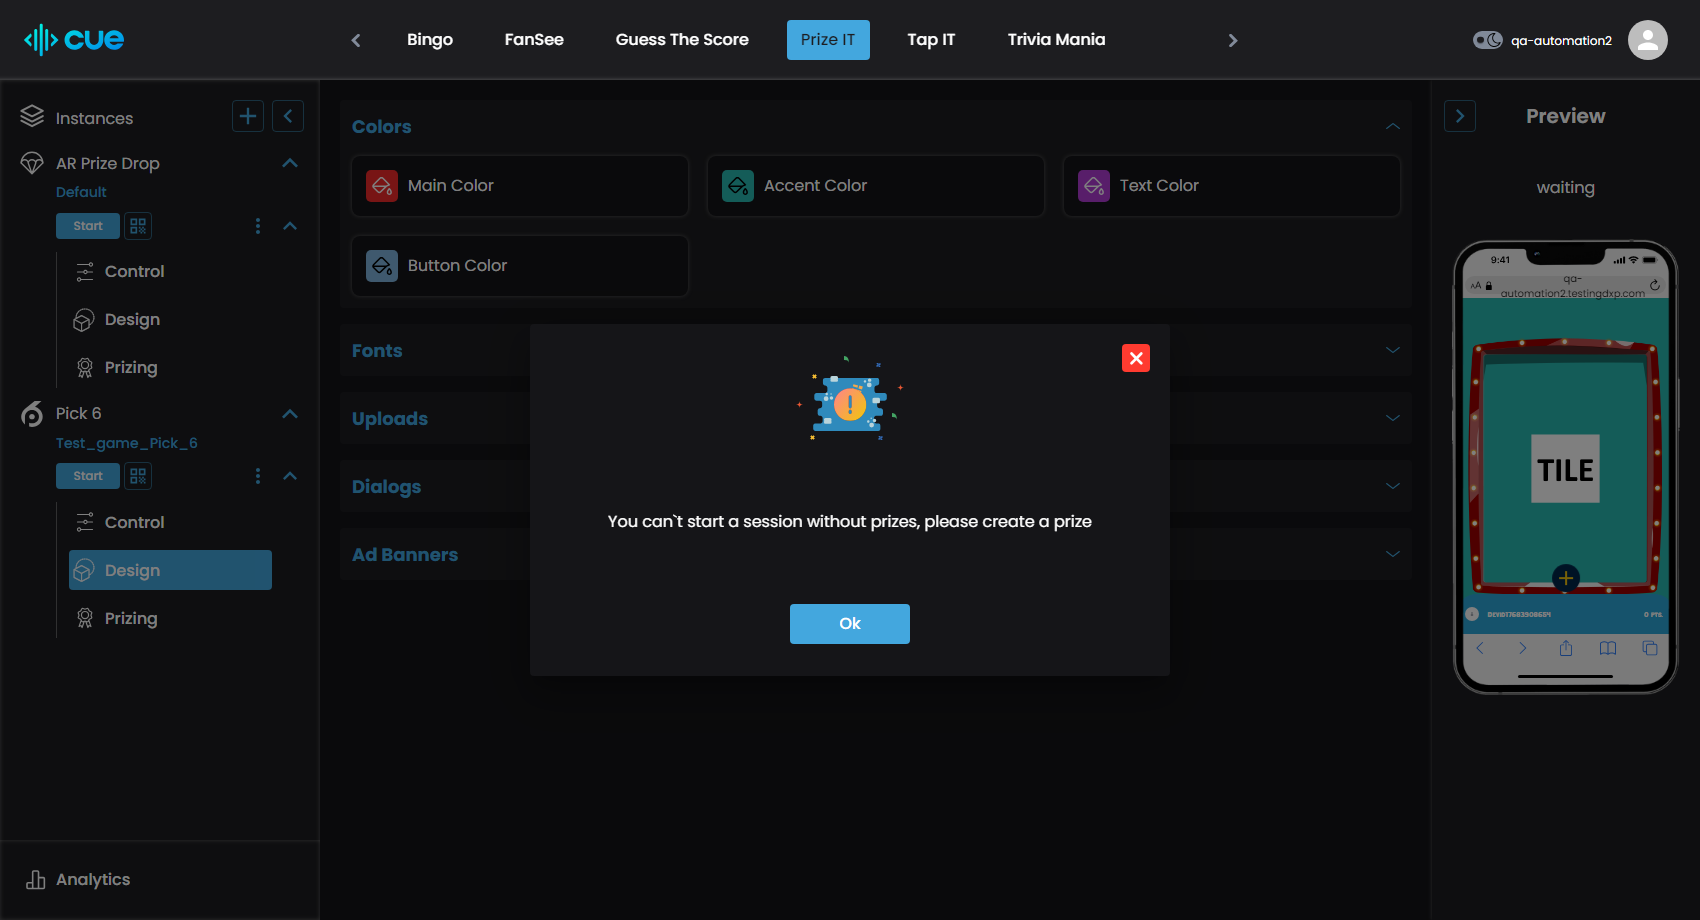 cue
Bingo
FanSee
Guess The Score
Prize IT
Tap IT
Trivia Mania
qa-automation2
Instances
AR Prize Drop
Default
Start
Control
Design
Prizing
Pick 6
Test_game_Pick_6
Start
Control
Design
Prizing
Analytics
Colors
Main Color
Accent Color
Text Color
Button Color
Fonts
Uploads
Dialogs
Ad Banners
You can`t start a session without prizes, please create a prize
Ok
Preview
waiting
9:41
AA
qa-
automation2.testingdxp.com
TILE
0 PTS.